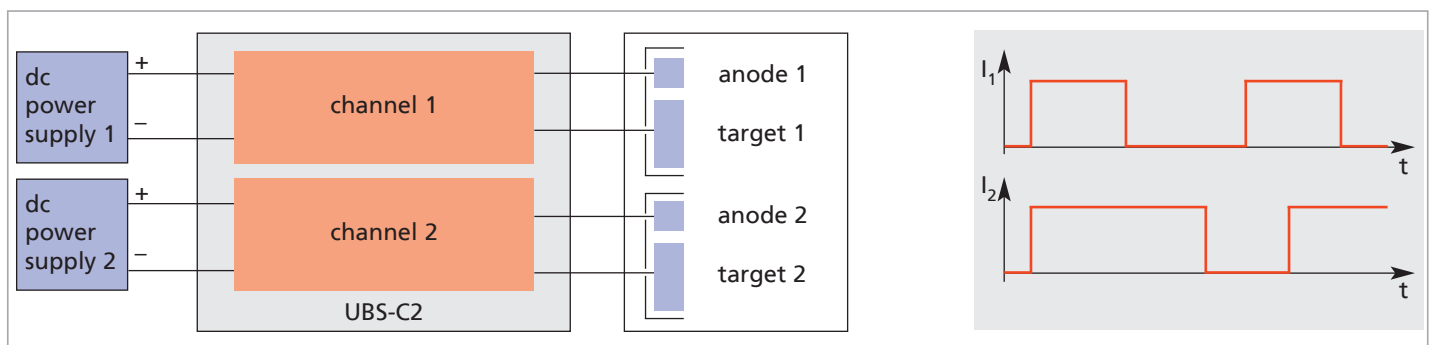 dc
power
supply 1
+
–
channel 1
anode 1
target 1
dc
power
supply 2
+
–
channel 2
anode 2
target 2
UBS-C2
I1
t
I2
t